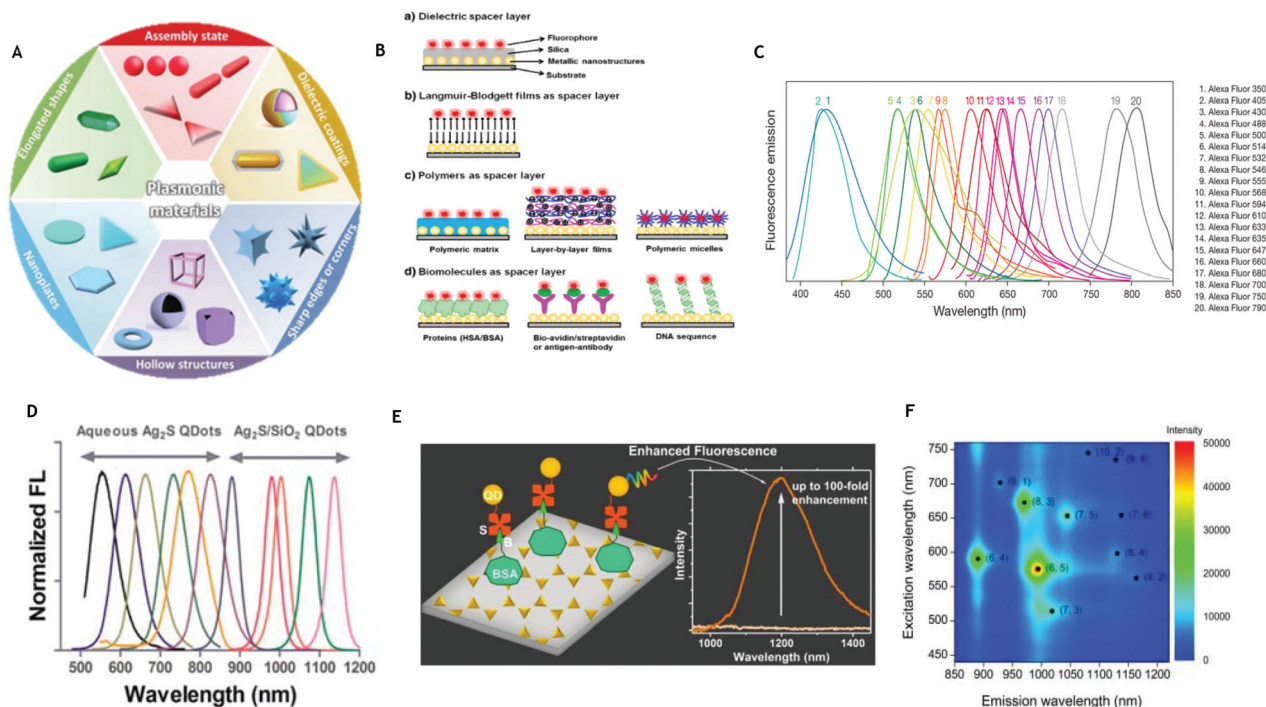 A
Assembly state
Dielectric coatings
Sharp edges or corners
Hollow structures
Nanoplates
Elongated shapes
Plasmonic
materials
B
a) Dielectric spacer layer
Fluorophore
Silica
Metallic nanostructures
Substrate
b) Langmuir-Blodgett films as spacer layer
c) Polymers as spacer layer
Polymeric matrix
Layer-by-layer films
Polymeric micelles
d) Biomolecules as spacer layer
Proteins (HSA/BSA)
Bio-avidin/streptavidin
or antigen-antibody
DNA sequence
C
Fluorescence emission
2 1 5 4 3 6 7 9 8 10 11 12 13 14 15 16 17 18 19 20
400 450 500 550 600 650 700 750 800 850
Wavelength (nm)
1. Alexa Fluor 350
2. Alexa Fluor 405
3. Alexa Fluor 430
4. Alexa Fluor 488
5. Alexa Fluor 500
6. Alexa Fluor 514
7. Alexa Fluor 532
8. Alexa Fluor 546
9. Alexa Fluor 555
10. Alexa Fluor 568
11. Alexa Fluor 594
12. Alexa Fluor 610
13. Alexa Fluor 633
14. Alexa Fluor 635
15. Alexa Fluor 647
16. Alexa Fluor 660
17. Alexa Fluor 680
18. Alexa Fluor 700
19. Alexa Fluor 750
20. Alexa Fluor 790
D
Aqueous Ag₂S QDots
Ag₂S/SiO₂ QDots
Normalized FL
500 600 700 800 900 1000 1100 1200
Wavelength (nm)
E
Enhanced Fluorescence
QD
S
B
BSA
up to 100-fold
enhancement
Intensity
1000 1200 1400
Wavelength (nm)
F
Intensity
50000
40000
30000
20000
10000
0
Excitation wavelength (nm)
750
700
650
600
550
500
450
(10, 2)
(9, 4)
(9, 1)
(8, 3)
(7, 5)
(7, 6)
(6, 4)
(8, 4)
(6, 5)
(9, 2)
(7, 3)
850 900 950 1000 1050 1100 1150 1200
Emission wavelength (nm)